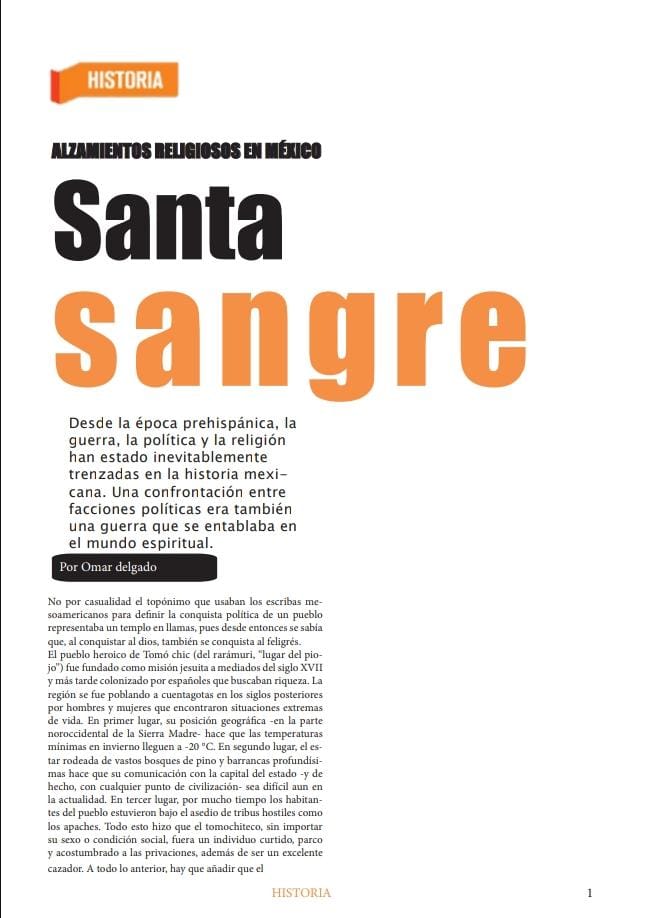 HISTORIA
ALZAMIENTOS RELIGIOSOS EN MÉXICO
Santa
sangre
Desde la época prehispánica, la
guerra, la política y la religión
han estado inevitablemente
trenzadas en la historia mexi-
cana. Una confrontación entre
facciones políticas era también
una guerra que se entablaba en
el mundo espiritual.
Por Omar delgado
No por casualidad el topónimo que usaban los escribas me-
soamericanos para definir la conquista política de un pueblo
representaba un templo en llamas, pues desde entonces se sabía
que, al conquistar al dios, también se conquista al feligrés.
El pueblo heroico de Tomó chic (del rarámuri, “lugar del pio-
jo”) fue fundado como misión jesuita a mediados del siglo XVII
y más tarde colonizado por españoles que buscaban riqueza. La
región se fue poblando a cuentagotas en los siglos posteriores
por hombres y mujeres que encontraron situaciones extremas
de vida. En primer lugar, su posición geográfica -en la parte
noroccidental de la Sierra Madre- hace que las temperaturas
mínimas en invierno lleguen a -20 °C. En segundo lugar, el es-
tar rodeada de vastos bosques de pino y barrancas profundísi-
mas hace que su comunicación con la capital del estado -y de
hecho, con cualquier punto de civilización- sea difícil aun en
la actualidad. En tercer lugar, por mucho tiempo los habitan-
tes del pueblo estuvieron bajo el asedio de tribus hostiles como
los apaches. Todo esto hizo que el tomochiteco, sin importar
su sexo o condición social, fuera un individuo curtido, parco
y acostumbrado a las privaciones, además de ser un excelente
cazador. A todo lo anterior, hay que añadir que el
HISTORIA 1